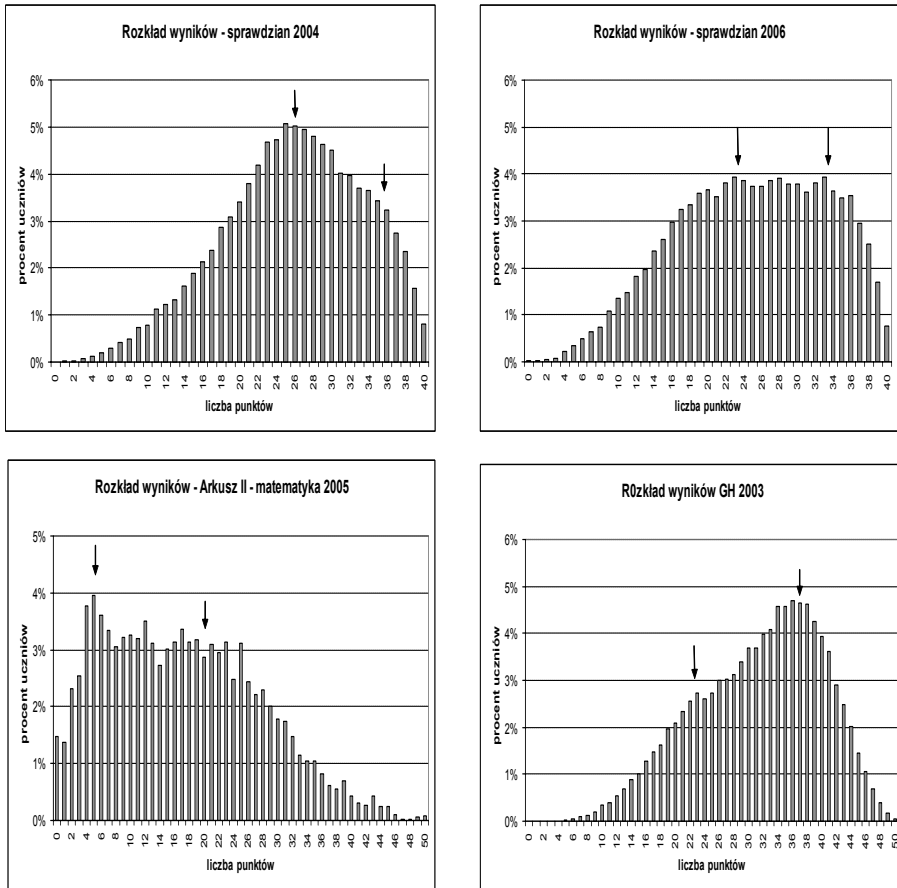 Rozkład wyników - sprawdzian 2004
6%
5%
4%
3%
2%
1%
0%
procent uczniów
0 2 4 6 8 10 12 14 16 18 20 22 24 26 28 30 32 34 36 38 40
liczba punktów
Rozkład wyników - sprawdzian 2006
6%
5%
4%
3%
2%
1%
0%
procent uczniów
0 2 4 6 8 10 12 14 16 18 20 22 24 26 28 30 32 34 36 38 40
liczba punktów
Rozkład wyników - Arkusz II - matematyka 2005
5%
4%
3%
2%
1%
0%
procent uczniów
0 2 4 6 8 10 12 14 16 18 20 22 24 26 28 30 32 34 36 38 40 42 44 46 48 50
liczba punktów
R0zkład wyników GH 2003
6%
5%
4%
3%
2%
1%
0%
procent uczniów
0 2 4 6 8 10 12 14 16 18 20 22 24 26 28 30 32 34 36 38 40 42 44 46 48 50
liczba punktów